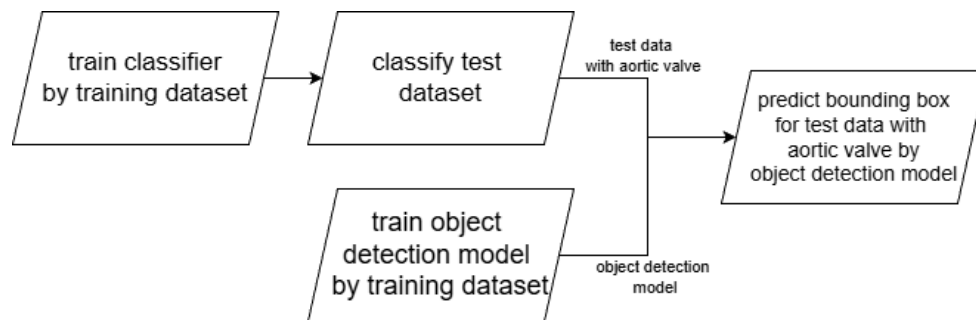 train classifier
by training dataset
classify test
dataset
test data
with aortic valve
predict bounding box
for test data with
aortic valve by
object detection model
train object
detection model
by training dataset
object detection
model